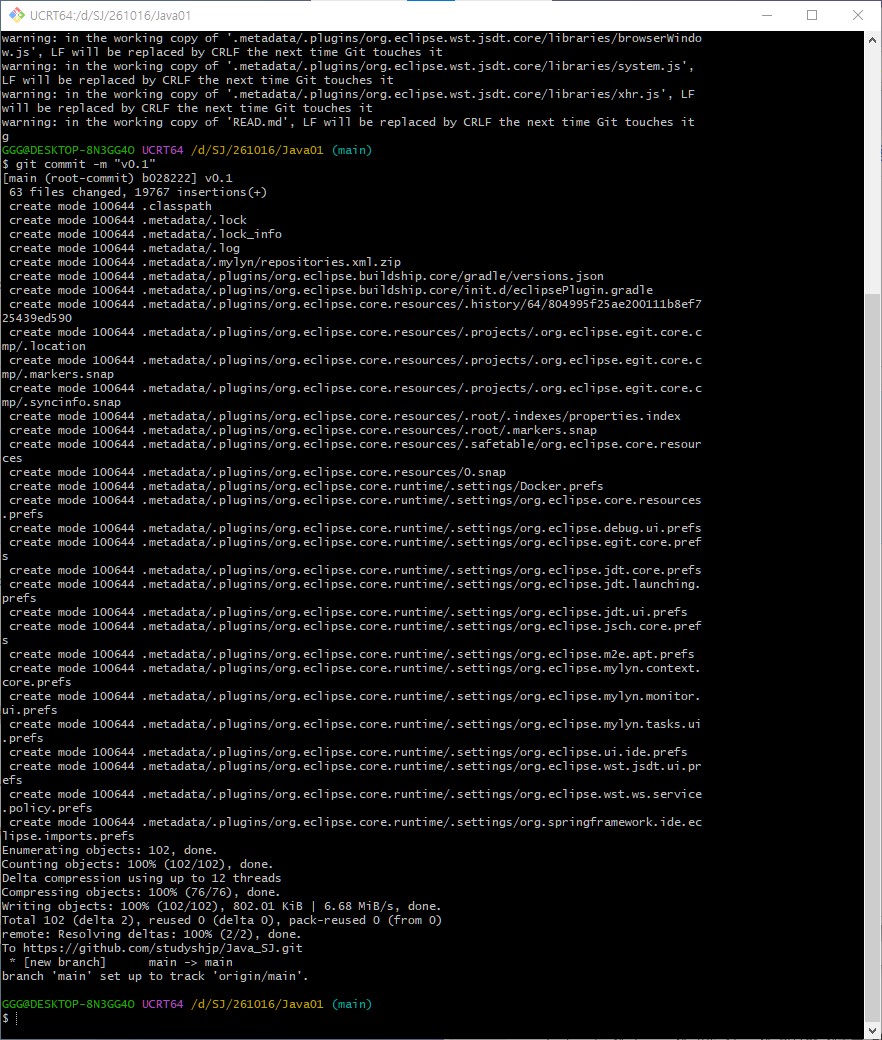 UCRT64:/d/SJ/261016/Java01
warning: in the working copy of '.metadata/.plugins/org.eclipse.wst.jsdt.core/libraries/browserWindo
w.js', LF will be replaced by CRLF the next time Git touches it
warning: in the working copy of '.metadata/.plugins/org.eclipse.wst.jsdt.core/libraries/system.js',
LF will be replaced by CRLF the next time Git touches it
warning: in the working copy of '.metadata/.plugins/org.eclipse.wst.jsdt.core/libraries/xhr.js', LF
will be replaced by CRLF the next time Git touches it
warning: in the working copy of 'READ.md', LF will be replaced by CRLF the next time Git touches it
g
GGG@DESKTOP-8N3GG4O UCRT64 /d/SJ/261016/Java01 (main)
$ git commit -m "v0.1"
[main (root-commit) b028222] v0.1
 63 files changed, 19767 insertions(+)
 create mode 100644 .classpath
 create mode 100644 .metadata/.lock
 create mode 100644 .metadata/.lock_info
 create mode 100644 .metadata/.log
 create mode 100644 .metadata/.mylyn/repositories.xml.zip
 create mode 100644 .metadata/.plugins/org.eclipse.buildship.core/gradle/versions.json
 create mode 100644 .metadata/.plugins/org.eclipse.buildship.core/init.d/eclipsePlugin.gradle
 create mode 100644 .metadata/.plugins/org.eclipse.core.resources/.history/64/804995f25ae200111b8ef7
25439ed590
 create mode 100644 .metadata/.plugins/org.eclipse.core.resources/.projects/.org.eclipse.egit.core.c
mp/.location
 create mode 100644 .metadata/.plugins/org.eclipse.core.resources/.projects/.org.eclipse.egit.core.c
mp/.markers.snap
 create mode 100644 .metadata/.plugins/org.eclipse.core.resources/.projects/.org.eclipse.egit.core.c
mp/.syncinfo.snap
 create mode 100644 .metadata/.plugins/org.eclipse.core.resources/.root/.indexes/properties.index
 create mode 100644 .metadata/.plugins/org.eclipse.core.resources/.root/.markers.snap
 create mode 100644 .metadata/.plugins/org.eclipse.core.resources/.safetable/org.eclipse.core.resour
ces
 create mode 100644 .metadata/.plugins/org.eclipse.core.resources/0.snap
 create mode 100644 .metadata/.plugins/org.eclipse.core.runtime/.settings/Docker.prefs
 create mode 100644 .metadata/.plugins/org.eclipse.core.runtime/.settings/org.eclipse.core.resources
.prefs
 create mode 100644 .metadata/.plugins/org.eclipse.core.runtime/.settings/org.eclipse.debug.ui.prefs
 create mode 100644 .metadata/.plugins/org.eclipse.core.runtime/.settings/org.eclipse.egit.core.pref
s
 create mode 100644 .metadata/.plugins/org.eclipse.core.runtime/.settings/org.eclipse.jdt.core.prefs
 create mode 100644 .metadata/.plugins/org.eclipse.core.runtime/.settings/org.eclipse.jdt.launching.
prefs
 create mode 100644 .metadata/.plugins/org.eclipse.core.runtime/.settings/org.eclipse.jdt.ui.prefs
 create mode 100644 .metadata/.plugins/org.eclipse.core.runtime/.settings/org.eclipse.jsch.core.pref
s
 create mode 100644 .metadata/.plugins/org.eclipse.core.runtime/.settings/org.eclipse.m2e.apt.prefs
 create mode 100644 .metadata/.plugins/org.eclipse.core.runtime/.settings/org.eclipse.mylyn.context.
core.prefs
 create mode 100644 .metadata/.plugins/org.eclipse.core.runtime/.settings/org.eclipse.mylyn.monitor.
ui.prefs
 create mode 100644 .metadata/.plugins/org.eclipse.core.runtime/.settings/org.eclipse.mylyn.tasks.ui
.prefs
 create mode 100644 .metadata/.plugins/org.eclipse.core.runtime/.settings/org.eclipse.ui.ide.prefs
 create mode 100644 .metadata/.plugins/org.eclipse.core.runtime/.settings/org.eclipse.wst.jsdt.ui.pr
efs
 create mode 100644 .metadata/.plugins/org.eclipse.core.runtime/.settings/org.eclipse.wst.ws.service
.policy.prefs
 create mode 100644 .metadata/.plugins/org.eclipse.core.runtime/.settings/org.springframework.ide.ec
lipse.imports.prefs
Enumerating objects: 102, done.
Counting objects: 100% (102/102), done.
Delta compression using up to 12 threads
Compressing objects: 100% (76/76), done.
Writing objects: 100% (102/102), 802.01 KiB | 6.68 MiB/s, done.
Total 102 (delta 2), reused 0 (delta 0), pack-reused 0 (from 0)
remote: Resolving deltas: 100% (2/2), done.
To https://github.com/studyshjp/Java_SJ.git
 * [new branch]      main -> main
branch 'main' set up to track 'origin/main'.
GGG@DESKTOP-8N3GG4O UCRT64 /d/SJ/261016/Java01 (main)
$